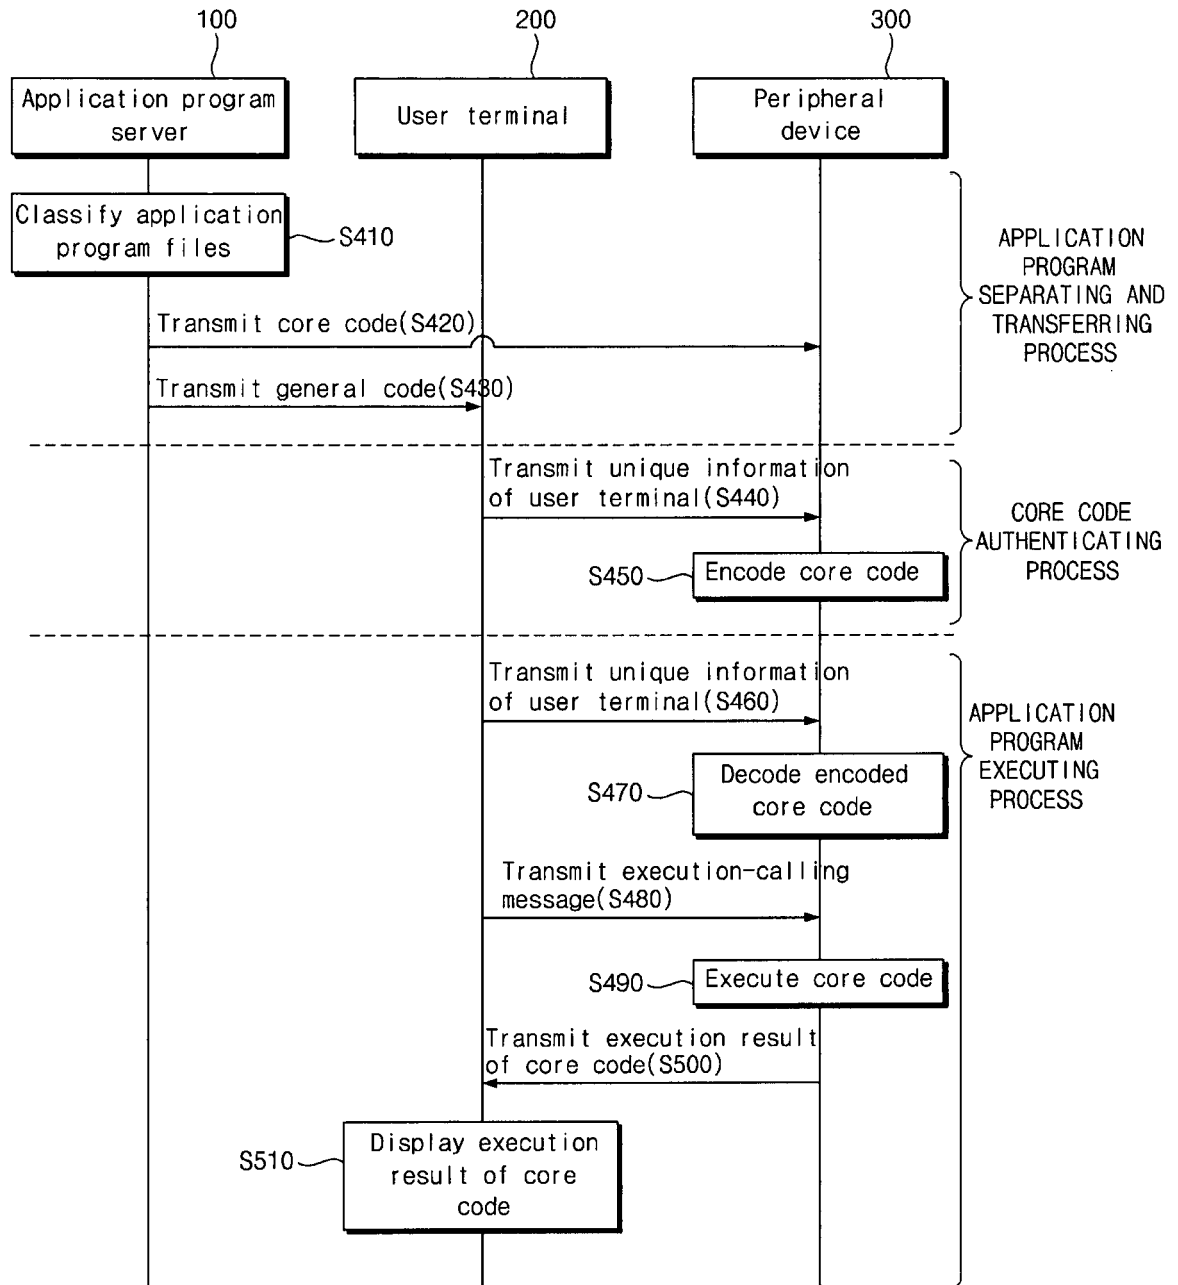 100
200
300
Application program
server
User terminal
Peripheral
device
Classify application
program files
S410
APPLICATION
PROGRAM
SEPARATING AND
TRANSFERRING
PROCESS
Transmit core code(S420)
Transmit general code(S430)
Transmit unique information
of user terminal(S440)
S450
Encode core code
CORE CODE
AUTHENTICATING
PROCESS
Transmit unique information
of user terminal(S460)
APPLICATION
PROGRAM
EXECUTING
PROCESS
S470
Decode encoded
core code
Transmit execution-calling
message(S480)
S490
Execute core code
Transmit execution result
of core code(S500)
S510
Display execution
result of core
code